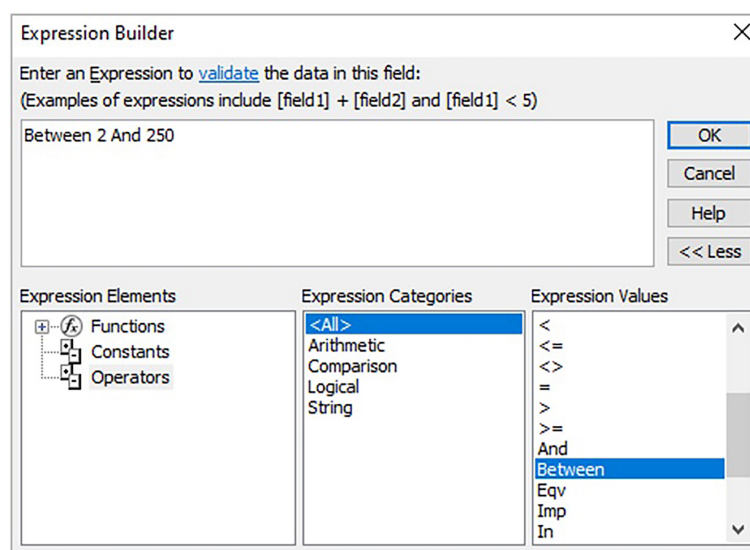 Expression Builder
Enter an Expression to validate the data in this field:
(Examples of expressions include [field1] + [field2] and [field1] < 5)
Between 2 And 250
OK
Cancel
Help
<< Less
Expression Elements
Functions
Constants
Operators
Expression Categories
<All>
Arithmetic
Comparison
Logical
String
Expression Values
<
<=
<>
=
>
>=
And
Between
Eqv
Imp
In